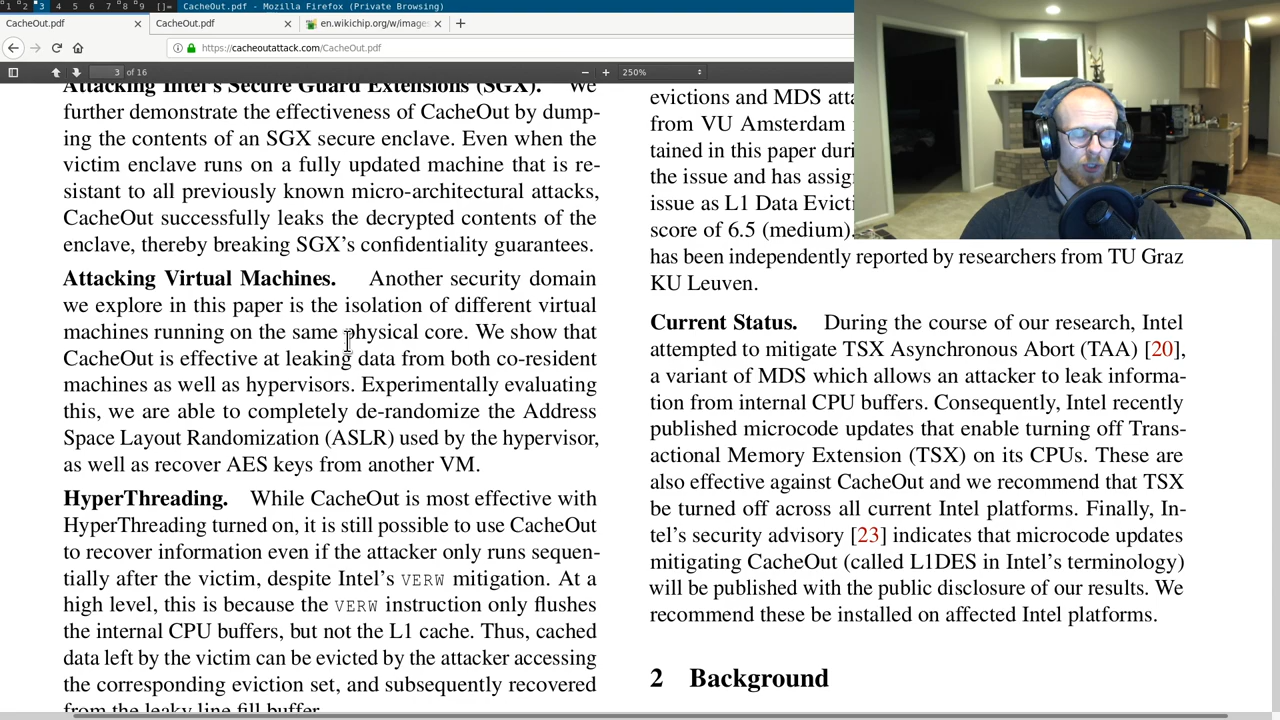 1 2 3 4 5 6 7 8 9 []= CacheOut.pdf - Mozilla Firefox (Private Browsing)
CacheOut.pdf × CacheOut.pdf × en.wikichip.org/w/image × +
https://cacheoutattack.com/CacheOut.pdf
3 of 16 − + 250%
Attacking Intel's Secure Guard Extensions (SGX). We
further demonstrate the effectiveness of CacheOut by dump-
ing the contents of an SGX secure enclave. Even when the
victim enclave runs on a fully updated machine that is re-
sistant to all previously known micro-architectural attacks,
CacheOut successfully leaks the decrypted contents of the
enclave, thereby breaking SGX's confidentiality guarantees.
Attacking Virtual Machines. Another security domain
we explore in this paper is the isolation of different virtual
machines running on the same physical core. We show that
CacheOut is effective at leaking data from both co-resident
machines as well as hypervisors. Experimentally evaluating
this, we are able to completely de-randomize the Address
Space Layout Randomization (ASLR) used by the hypervisor,
as well as recover AES keys from another VM.
HyperThreading. While CacheOut is most effective with
HyperThreading turned on, it is still possible to use CacheOut
to recover information even if the attacker only runs sequen-
tially after the victim, despite Intel's VERW mitigation. At a
high level, this is because the VERW instruction only flushes
the internal CPU buffers, but not the L1 cache. Thus, cached
data left by the victim can be evicted by the attacker accessing
the corresponding eviction set, and subsequently recovered
from the leaky line fill buffer.
evictions and MDS atta
from VU Amsterdam
tained in this paper duri
the issue and has assig
issue as L1 Data Evicti
score of 6.5 (medium).
has been independently reported by researchers from TU Graz
KU Leuven.
Current Status. During the course of our research, Intel
attempted to mitigate TSX Asynchronous Abort (TAA) [20],
a variant of MDS which allows an attacker to leak informa-
tion from internal CPU buffers. Consequently, Intel recently
published microcode updates that enable turning off Trans-
actional Memory Extension (TSX) on its CPUs. These are
also effective against CacheOut and we recommend that TSX
be turned off across all current Intel platforms. Finally, In-
tel's security advisory [23] indicates that microcode updates
mitigating CacheOut (called L1DES in Intel's terminology)
will be published with the public disclosure of our results. We
recommend these be installed on affected Intel platforms.
2 Background